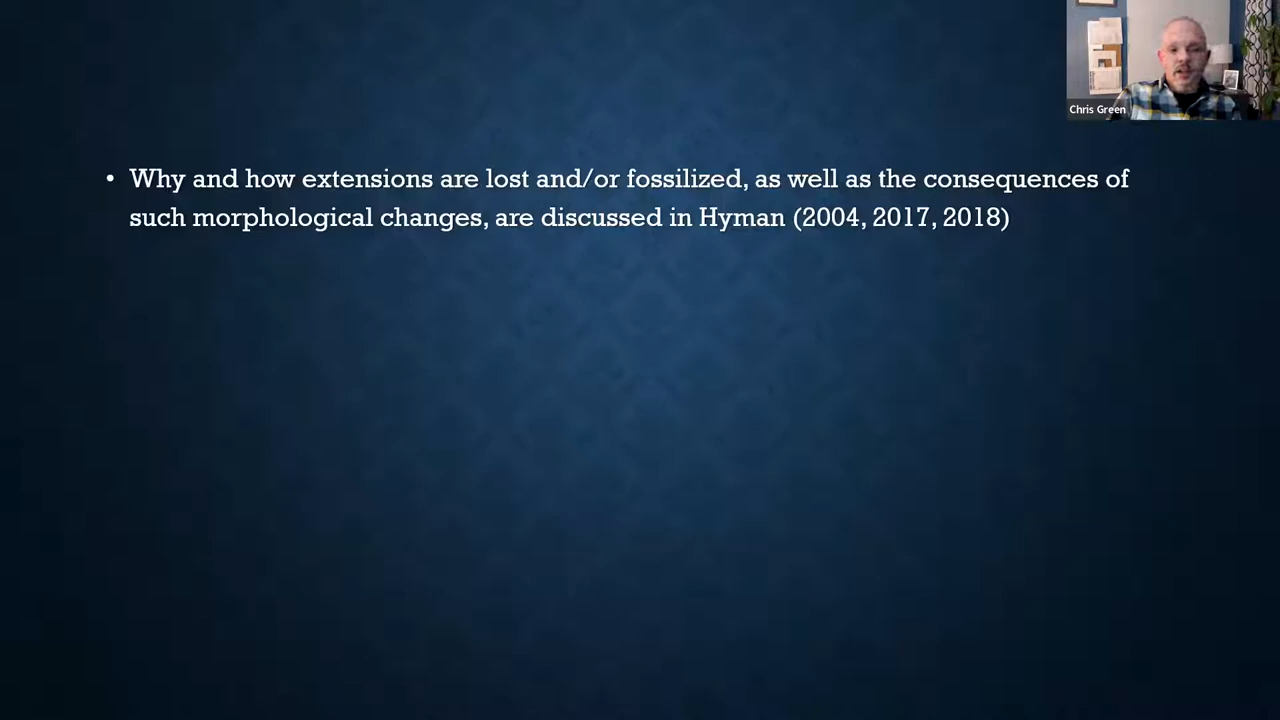 Chris Green
• Why and how extensions are lost and/or fossilized, as well as the consequences of
such morphological changes, are discussed in Hyman (2004, 2017, 2018)